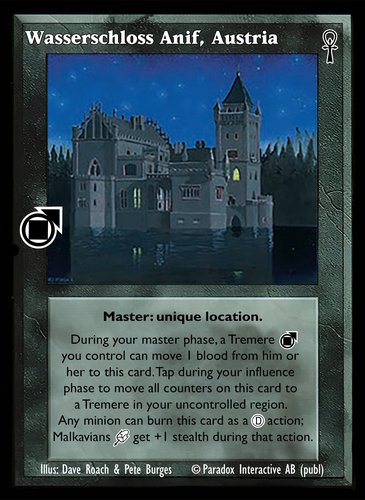 Wasserschloss Anif, Austria
Master: unique location.
During your master phase, a Tremere
you control can move 1 blood from him or
her to this card. Tap during your influence
phase to move all counters on this card to
a Tremere in your uncontrolled region.
Any minion can burn this card as a D action;
Malkavians get +1 stealth during that action.
Illus: Dave Roach & Pete Burges © Paradox Interactive AB (publ)